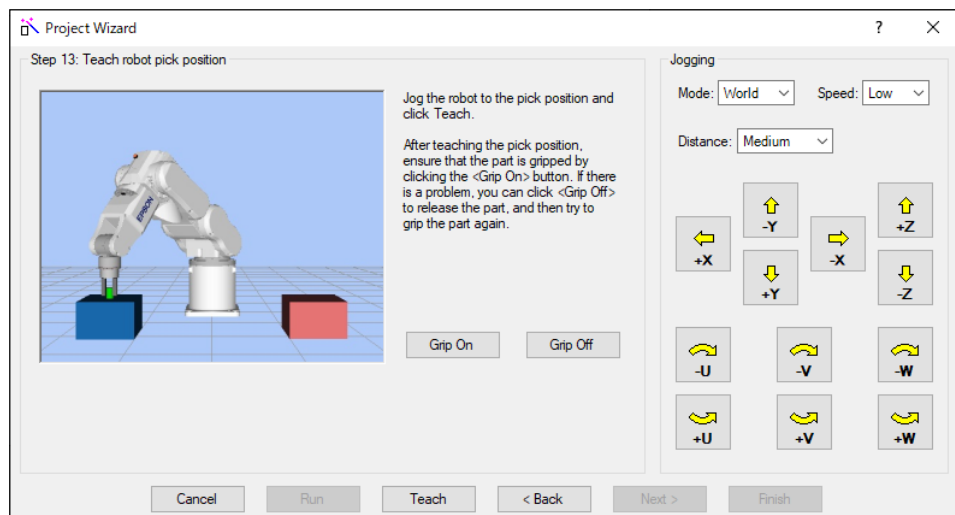 Project Wizard
?
Step 13: Teach robot pick position
EPSON
Jog the robot to the pick position and
click Teach.
After teaching the pick position,
ensure that the part is gripped by
clicking the <Grip On> button. If there
is a problem, you can click <Grip Off>
to release the part, and then try to
grip the part again.
Grip On
Grip Off
Jogging
Mode: World
Speed: Low
Distance: Medium
-Y
+Z
+X
-X
+Y
-Z
-U
-V
-W
+U
+V
+W
Cancel
Run
Teach
< Back
Next >
Finish